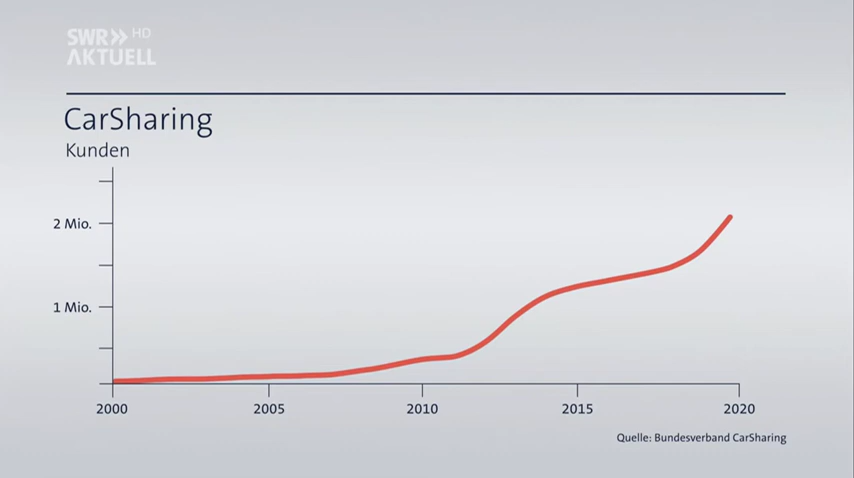 SWR» HD
AKTUELL
CarSharing
Kunden
2 Mio.
1 Mio.
2000 2005 2010 2015 2020
Quelle: Bundesverband CarSharing